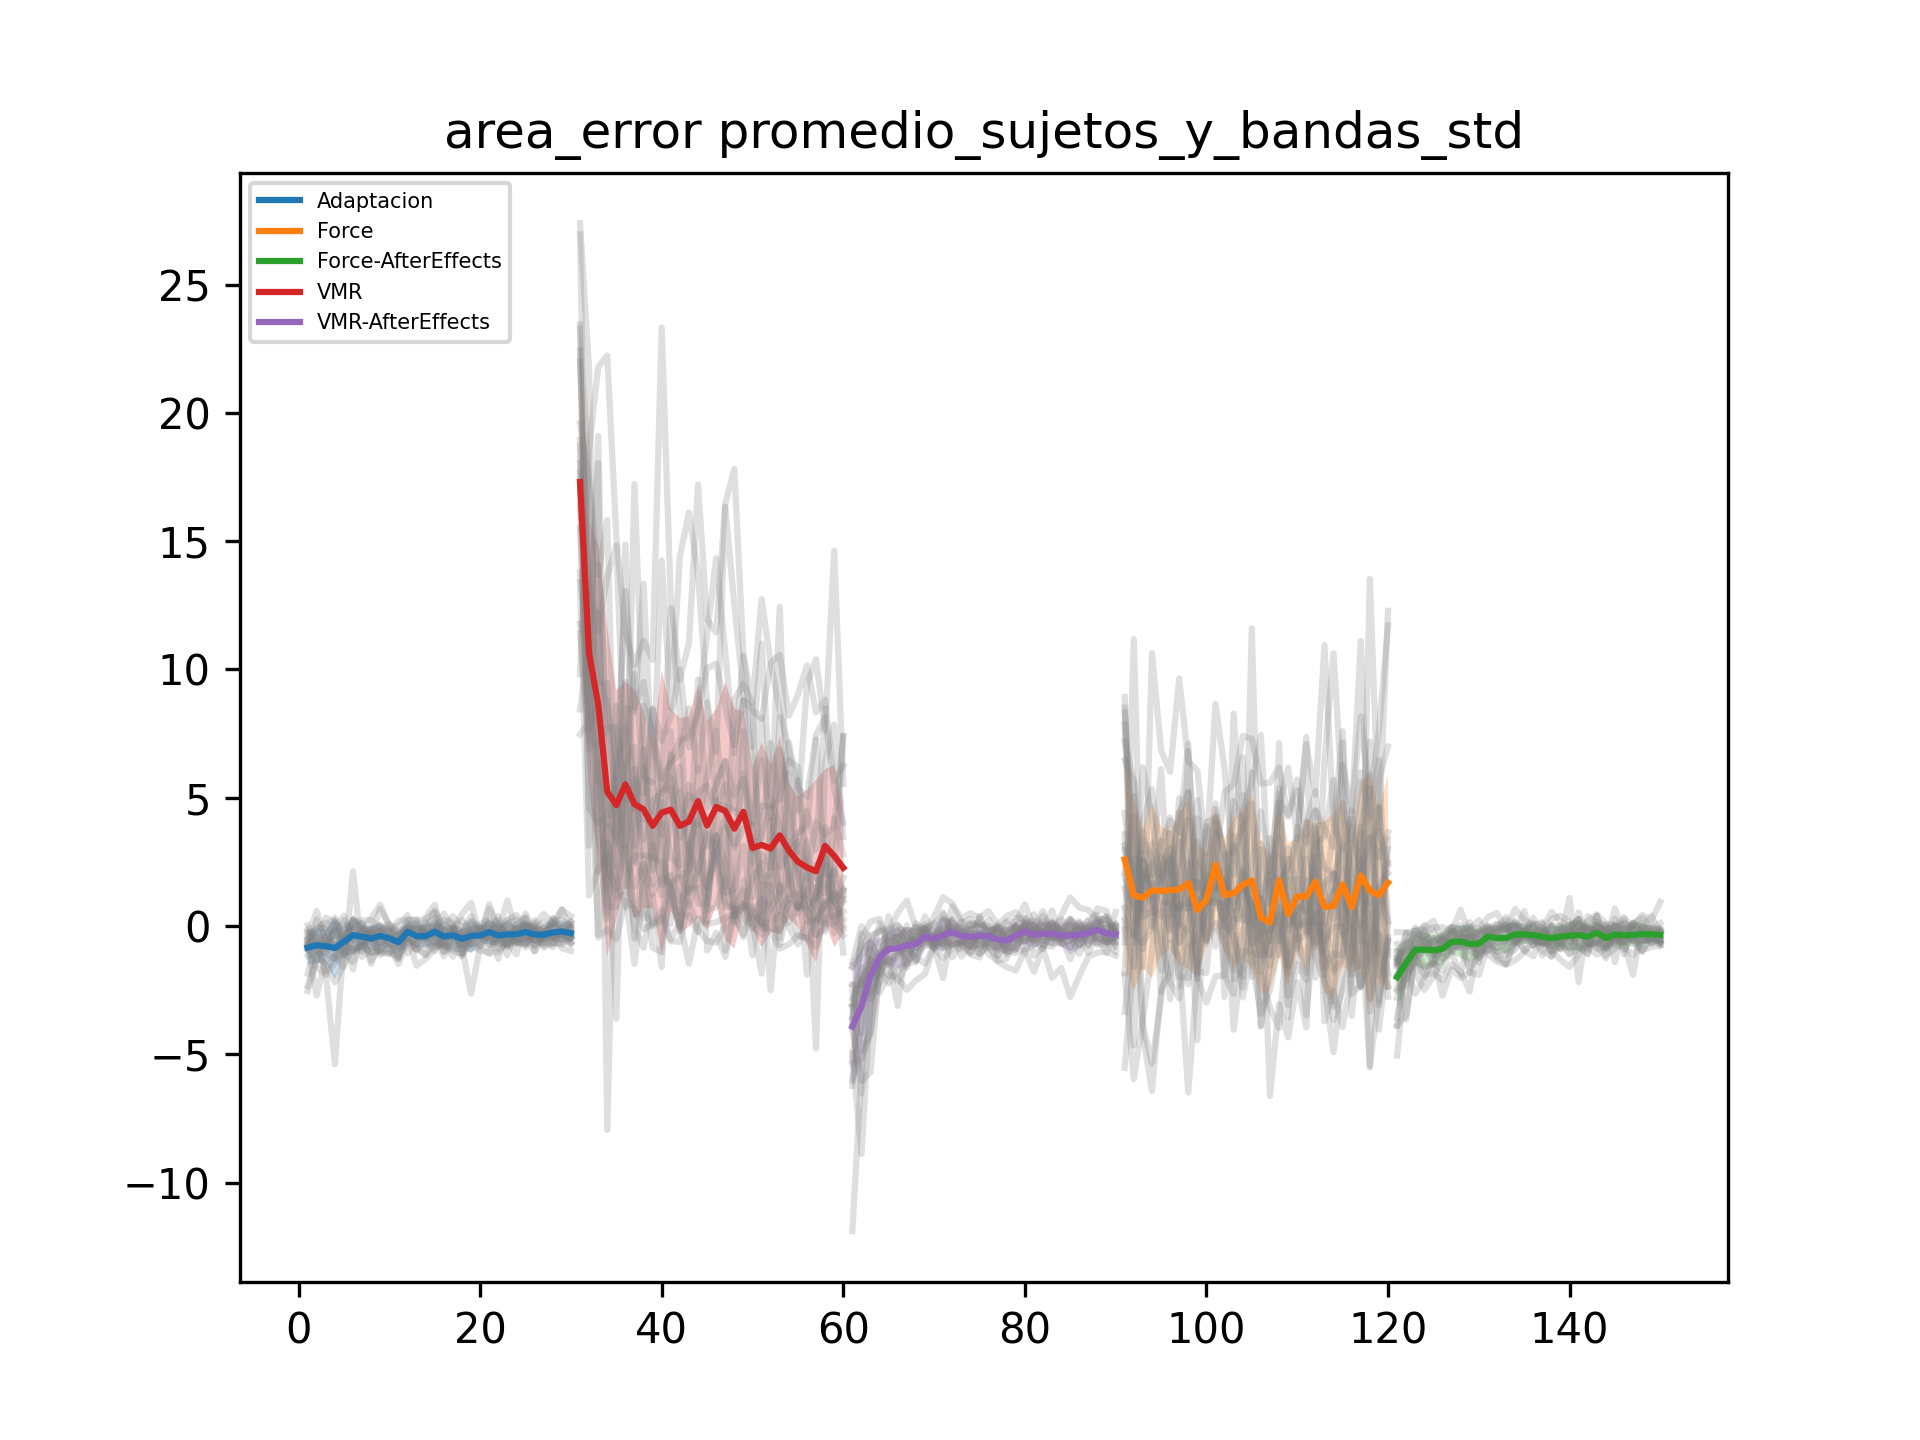 area_error promedio_sujetos_y_bandas_std
Adaptacion
Force
Force-AfterEffects
VMR
VMR-AfterEffects
25
20
15
10
5
0
−5
−10
0 20 40 60 80 100 120 140